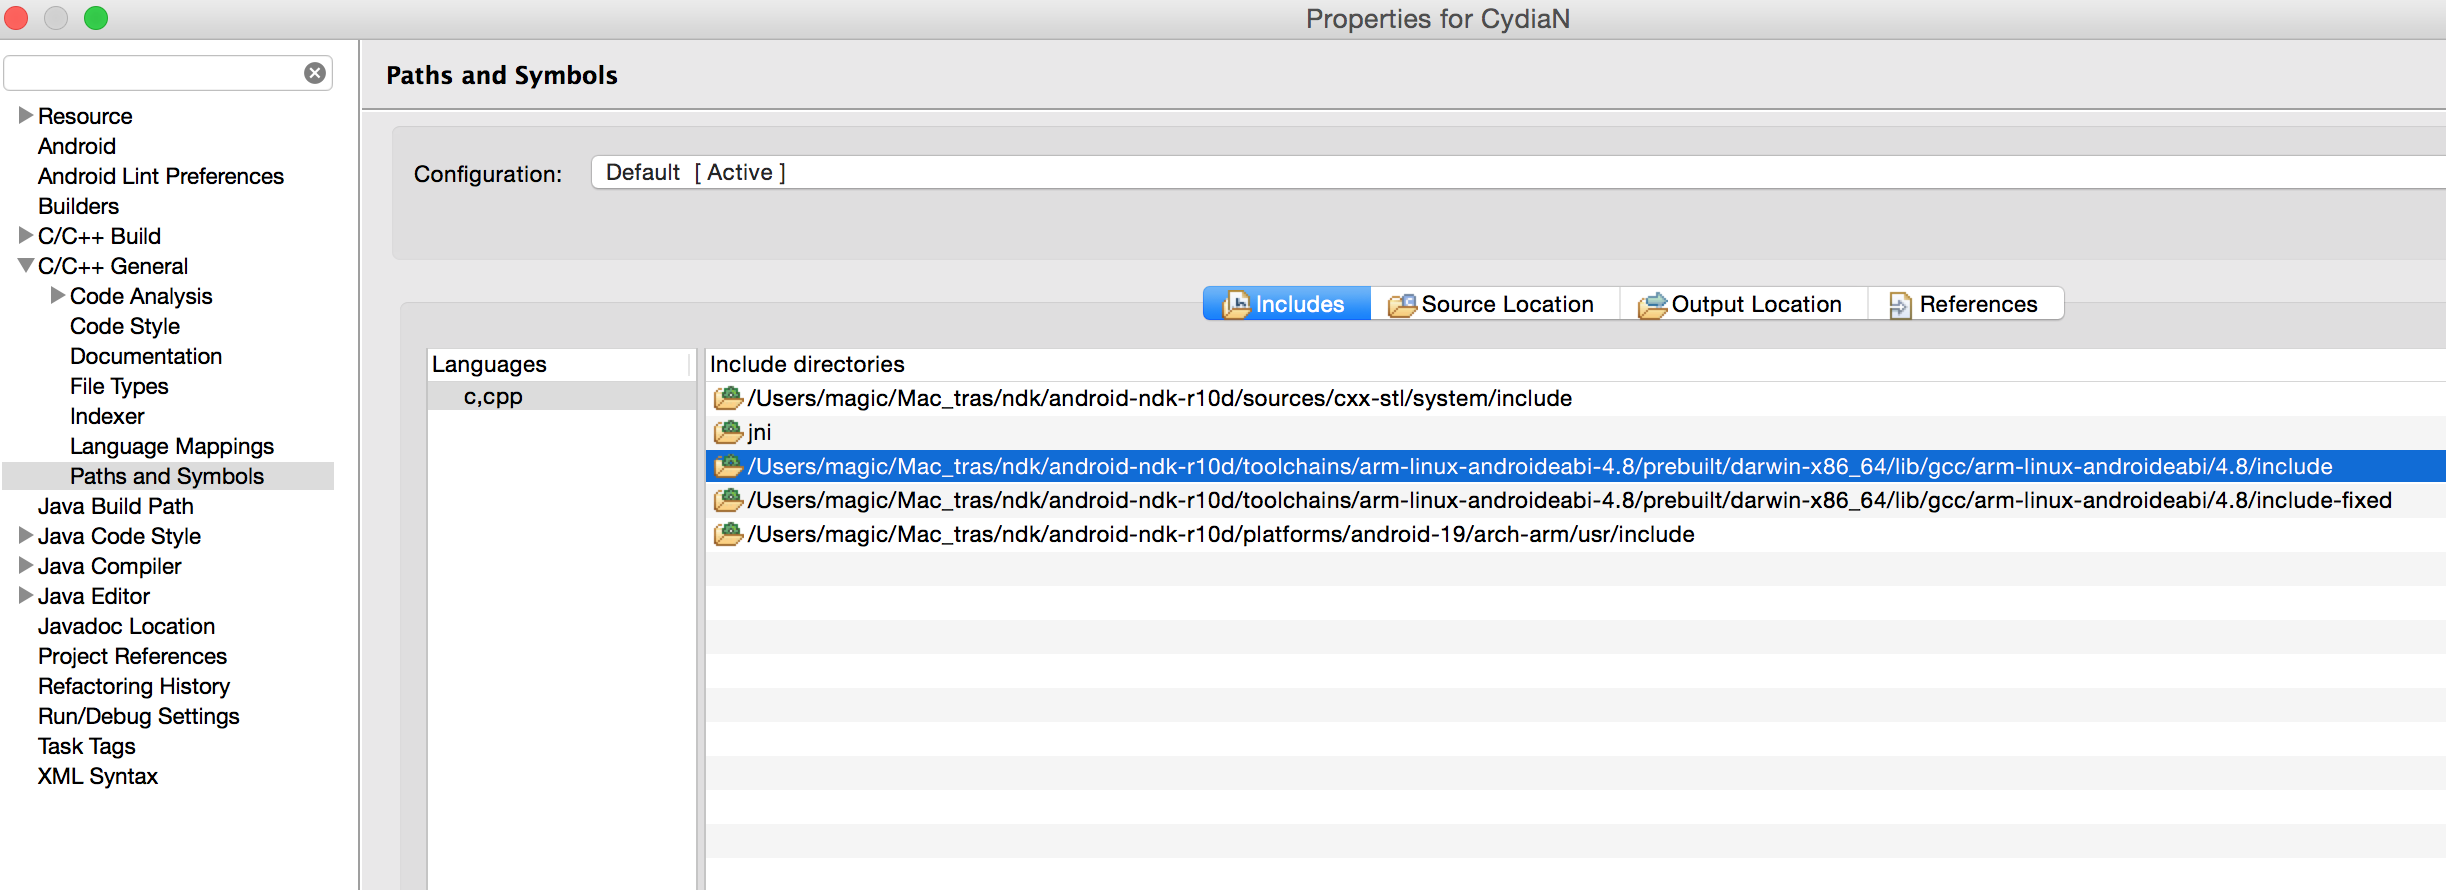 Properties for CydiaN
Resource
Android
Android Lint Preferences
Builders
C/C++ Build
C/C++ General
Code Analysis
Code Style
Documentation
File Types
Indexer
Language Mappings
Paths and Symbols
Java Build Path
Java Code Style
Java Compiler
Java Editor
Javadoc Location
Project References
Refactoring History
Run/Debug Settings
Task Tags
XML Syntax
Paths and Symbols
Configuration: Default [ Active ]
Includes Source Location Output Location References
Languages
c,cpp
Include directories
/Users/magic/Mac_tras/ndk/android-ndk-r10d/sources/cxx-stl/system/include
jni
/Users/magic/Mac_tras/ndk/android-ndk-r10d/toolchains/arm-linux-androideabi-4.8/prebuilt/darwin-x86_64/lib/gcc/arm-linux-androideabi/4.8/include
/Users/magic/Mac_tras/ndk/android-ndk-r10d/toolchains/arm-linux-androideabi-4.8/prebuilt/darwin-x86_64/lib/gcc/arm-linux-androideabi/4.8/include-fixed
/Users/magic/Mac_tras/ndk/android-ndk-r10d/platforms/android-19/arch-arm/usr/include